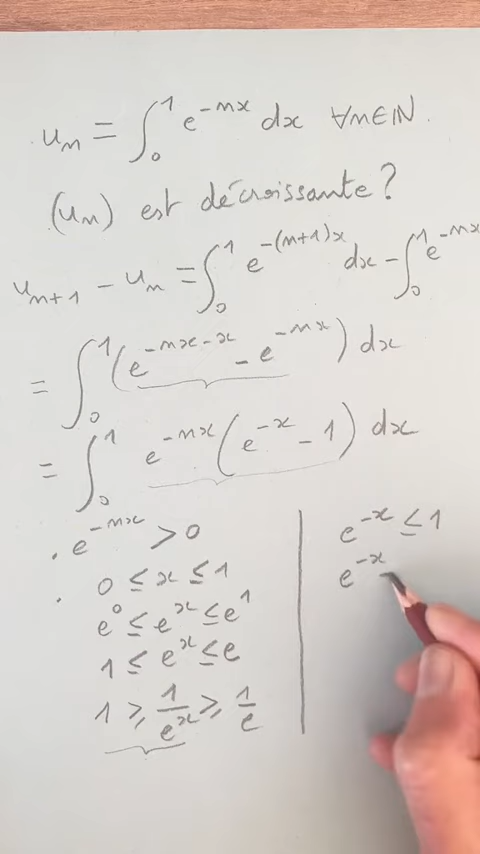 uₙ = ∫₀¹ e^{-nx} dx ∀n∈ℕ.
(uₙ) est décroissante ?
uₙ₊₁ - uₙ = ∫₀¹ e^{-(n+1)x} dx - ∫₀¹ e^{-nx}
= ∫₀¹ (e^{-nx-x} - e^{-nx}) dx
= ∫₀¹ e^{-nx} (e^{-x} - 1) dx
. e^{-nx} > 0
. 0 ≤ x ≤ 1
e⁰ ≤ eˣ ≤ e¹
1 ≤ eˣ ≤ e
1 ≥ 1/eˣ ≥ 1/e
e^{-x} ≤ 1
e^{-x}